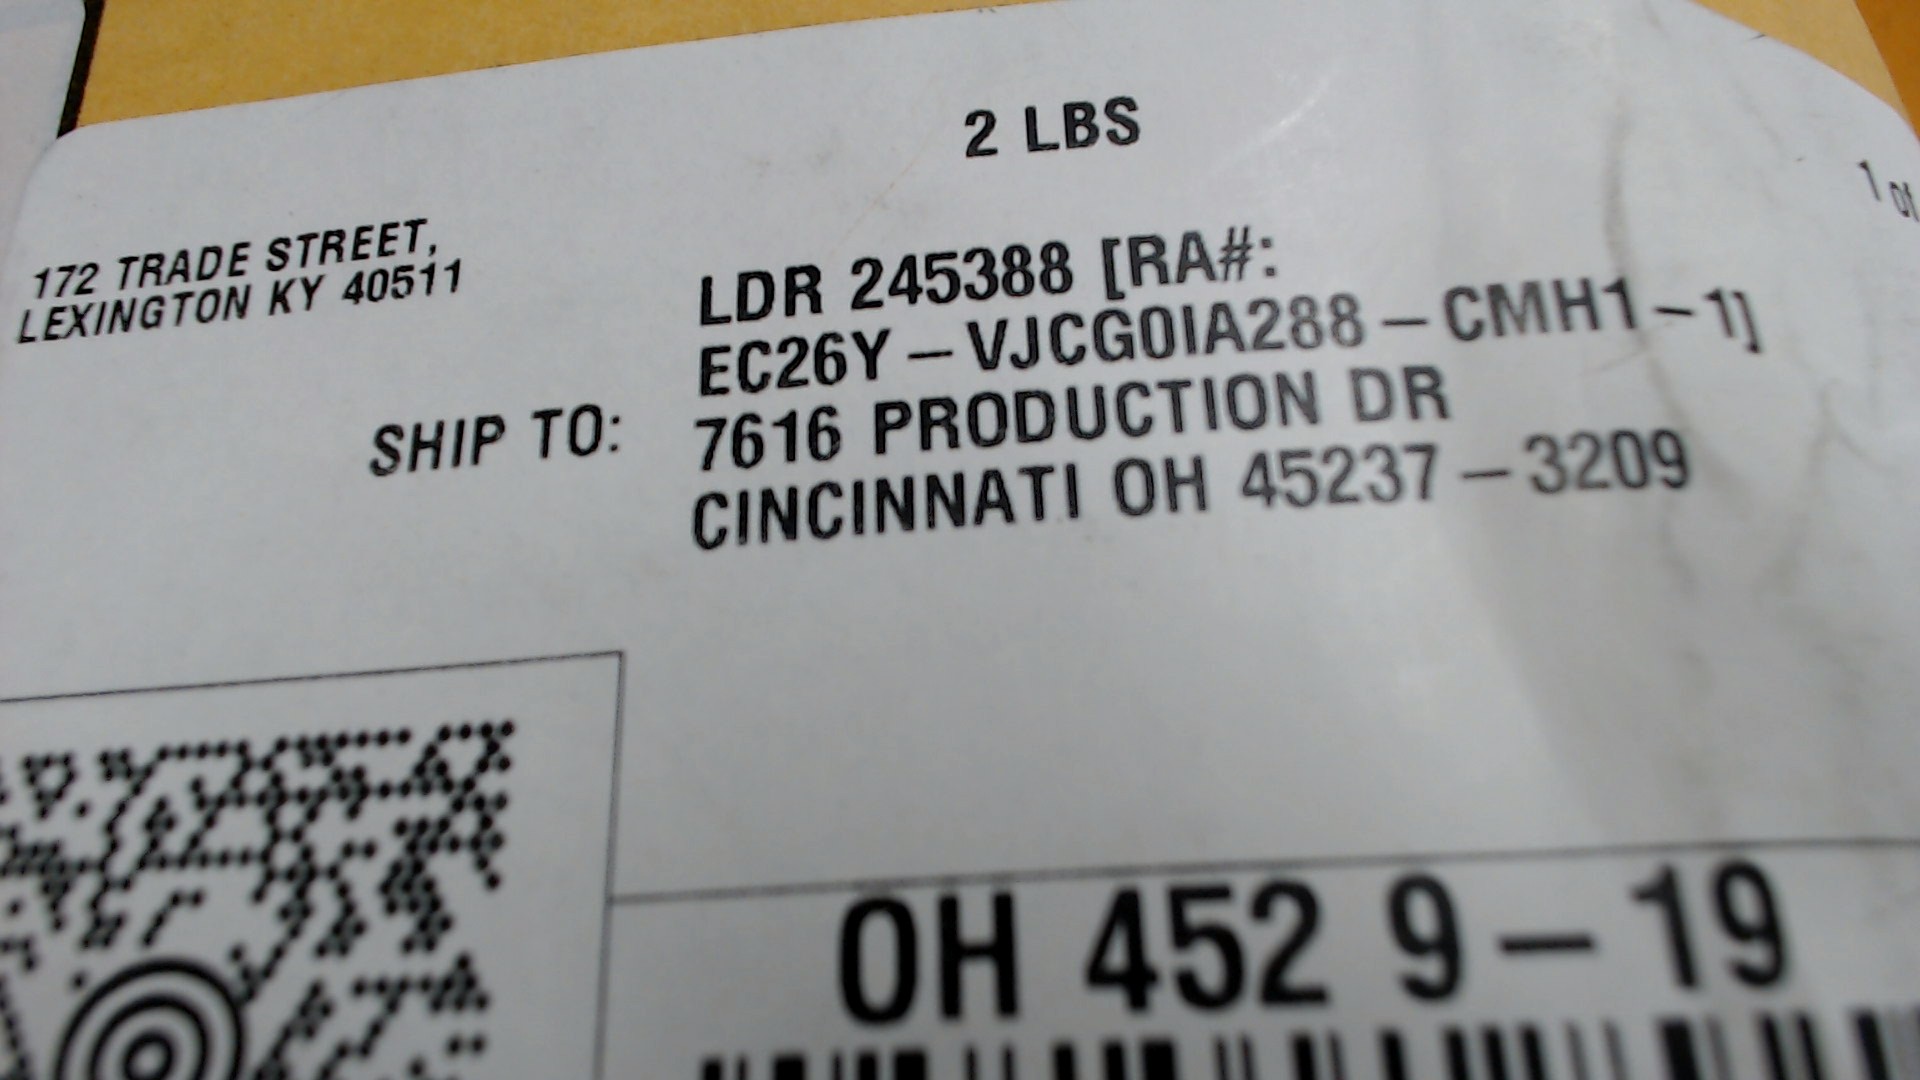 2 LBS
1 of
172 TRADE STREET,
LEXINGTON KY 40511
SHIP TO:
LDR 245388 [RA#:
EC26Y-VJCG0IA288-CMH1-1]
7616 PRODUCTION DR
CINCINNATI OH 45237-3209
OH 452 9-19